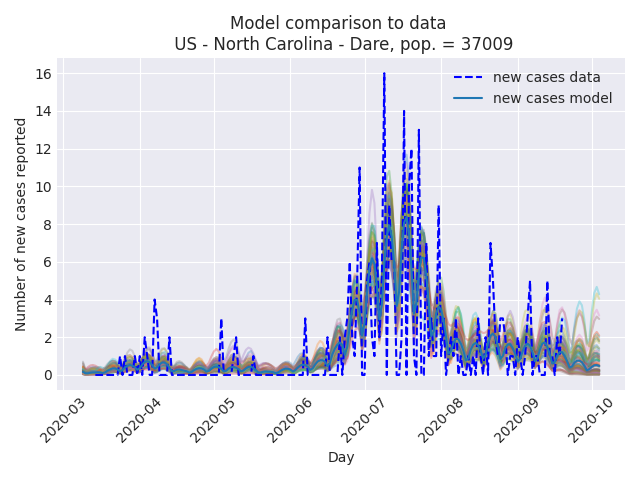 Model comparison to data
US - North Carolina - Dare, pop. = 37009
new cases data
new cases model
Number of new cases reported
16
14
12
10
8
6
4
2
0
2020-03
2020-04
2020-05
2020-06
2020-07
2020-08
2020-09
2020-10
Day